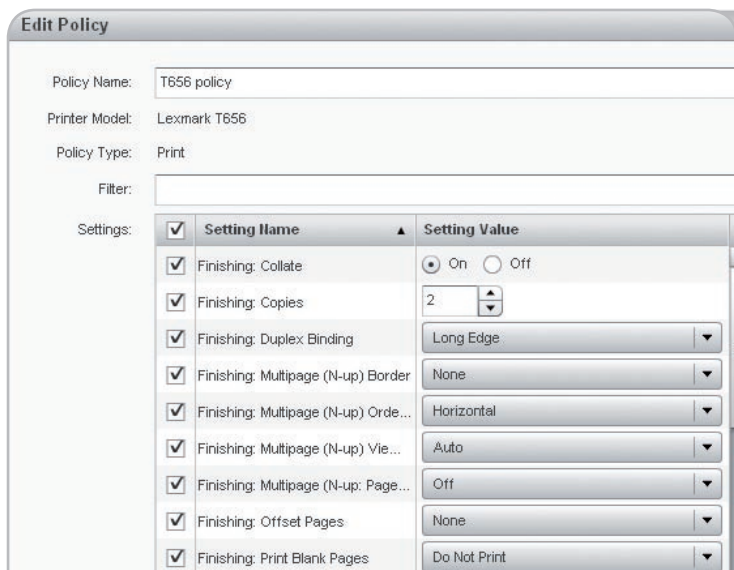 Edit Policy
Policy Name: T656 policy
Printer Model: Lexmark T656
Policy Type: Print
Filter:
Settings: Setting Name Setting Value
Finishing: Collate On Off
Finishing: Copies 2
Finishing: Duplex Binding Long Edge
Finishing: Multipage (N-up) Border None
Finishing: Multipage (N-up) Orde... Horizontal
Finishing: Multipage (N-up) Vie... Auto
Finishing: Multipage (N-up: Page... Off
Finishing: Offset Pages None
Finishing: Print Blank Pages Do Not Print